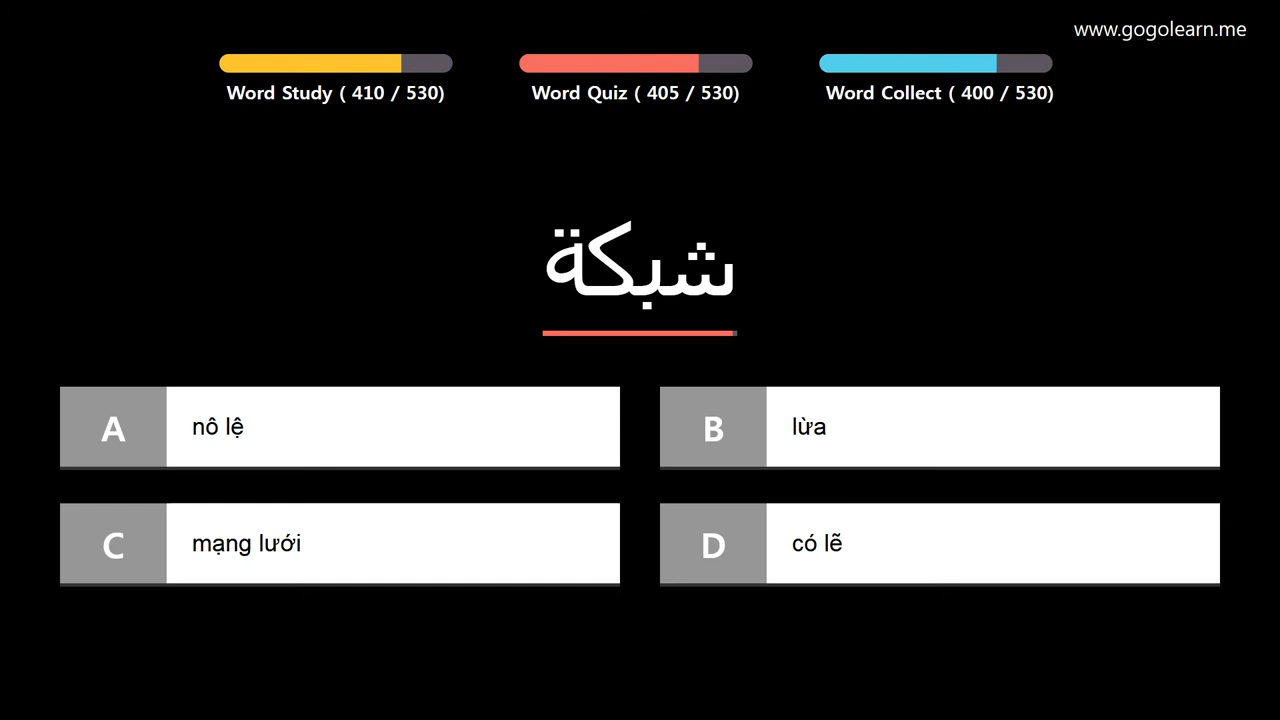 www.gogolearn.me
Word Study ( 410 / 530)
Word Quiz ( 405 / 530)
Word Collect ( 400 / 530)
شبكة
A nô lệ
B lừa
C mạng lưới
D có lẽ